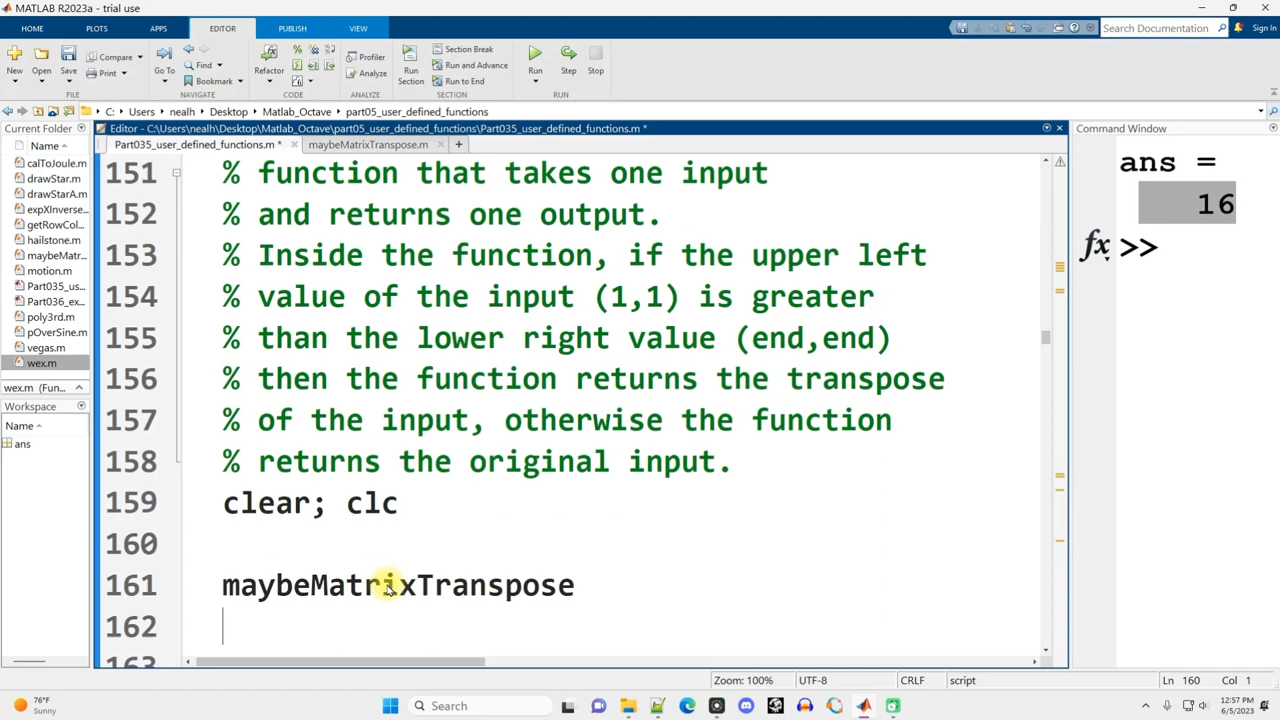 MATLAB R2023a - trial use
HOME PLOTS APPS EDITOR PUBLISH VIEW Search Documentation Sign In
New Open Save Compare Print Go To Find Bookmark Refactor Profiler Analyze Run Section Section Break Run and Advance Run to End Run Step Stop
FILE NAVIGATE CODE ANALYZE SECTION RUN
C: Users nealh Desktop Matlab_Octave part05_user_defined_functions
Current Folder
Name
calToJoule.m
drawStar.m
drawStarA.m
expXInverse...
getRowCol...
hailstone.m
maybeMatr...
motion.m
Part035_us...
Part036_ex...
poly3rd.m
pOverSine.m
vegas.m
wex.m
wex.m (Fun...
Workspace
Name
ans
Editor - C:\Users\nealh\Desktop\Matlab_Octave\part05_user_defined_functions\Part035_user_defined_functions.m *
Part035_user_defined_functions.m * maybeMatrixTranspose.m
151 % function that takes one input
152 % and returns one output.
153 % Inside the function, if the upper left
154 % value of the input (1,1) is greater
155 % than the lower right value (end,end)
156 % then the function returns the transpose
157 % of the input, otherwise the function
158 % returns the original input.
159 clear; clc
160
161 maybeMatrixTranspose
162
163
Command Window
ans =
16
fx >>
Zoom: 100% UTF-8 CRLF script Ln 160 Col 1
76°F
Sunny
Search
12:57 PM
6/5/2023